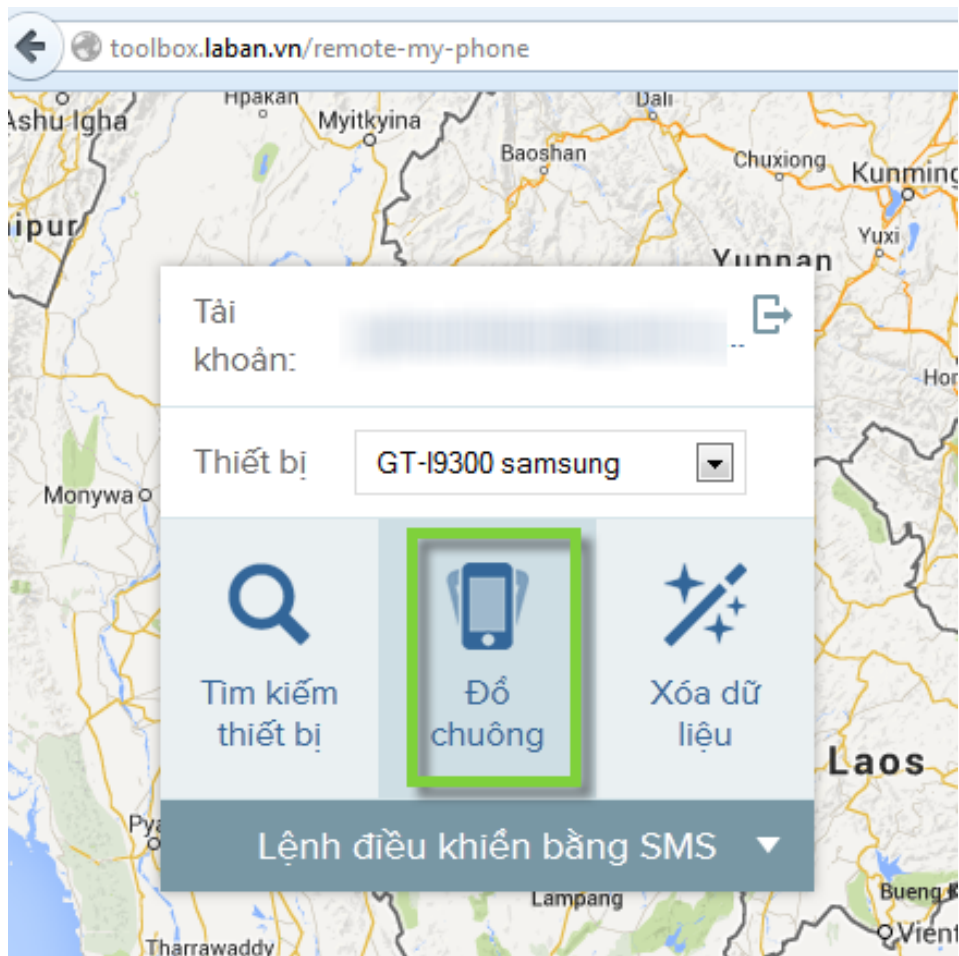 toolbox.laban.vn/remote-my-phone
Ashu Igha
Hpakan
Myitkyina
Dali
Baoshan
Chuxiong
Kunming
ipur
Yuxi
Yunnan
Tài
khoản:
..
Hon
Thiết bị
GT-I9300 samsung
Monywa
Tìm kiếm
thiết bị
Đổ
chuông
Xóa dữ
liệu
Laos
Pya
Lệnh điều khiển bằng SMS
Lampang
Bueng K
Vient
Tharrawaddy